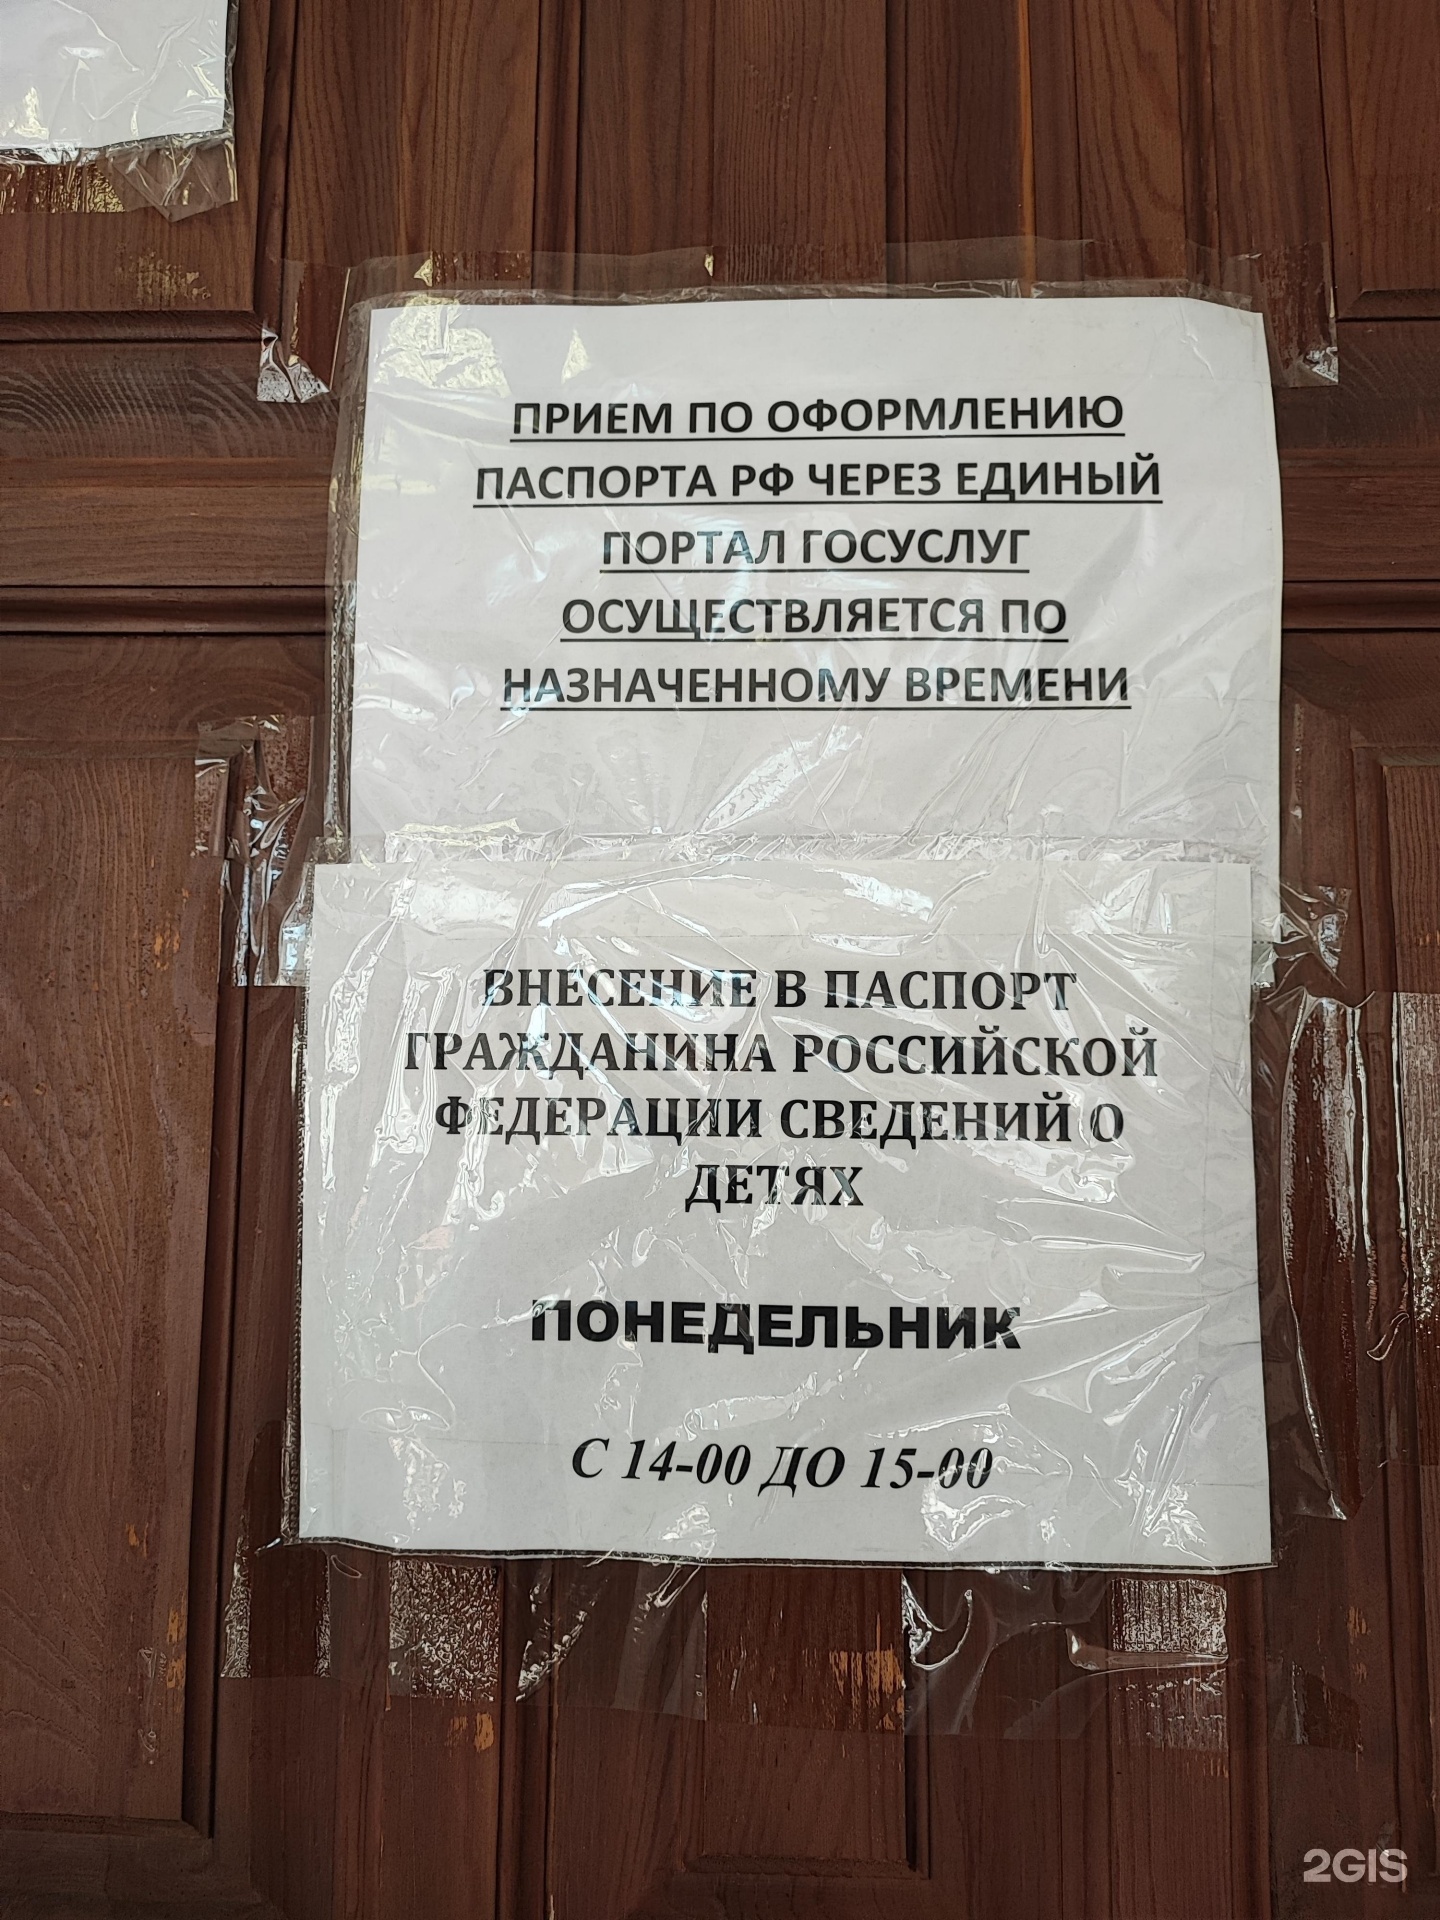 ПРИЕМ ПО ОФОРМЛЕНИЮ
ПАСПОРТА РФ ЧЕРЕЗ ЕДИНЫЙ
ПОРТАЛ ГОСУСЛУГ
ОСУЩЕСТВЛЯЕТСЯ ПО
НАЗНАЧЕННОМУ ВРЕМЕНИ
ВНЕСЕНИЕ В ПАСПОРТ
ГРАЖДАНИНА РОССИЙСКОЙ
ФЕДЕРАЦИИ СВЕДЕНИЙ О
ДЕТЯХ
ПОНЕДЕЛЬНИК
С 14-00 ДО 15-00
2GIS